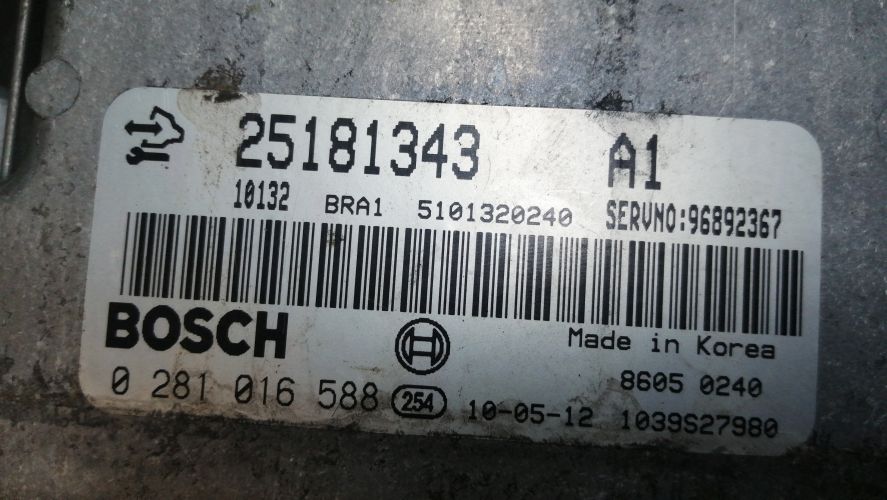 25181343 A1
10132 BRA1 5101320240 SERVNO:96892367
BOSCH
Made in Korea
8605 0240
0 281 016 588 254 10-05-12 1039S27980